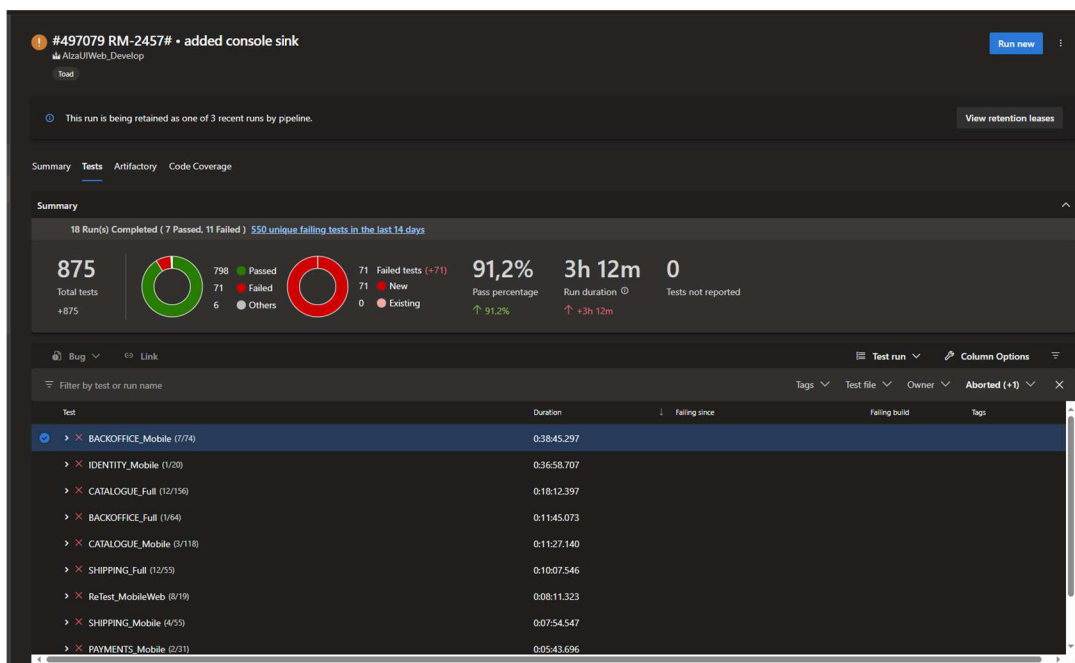 #497079 RM-2457# • added console sink
AlzaUIWeb_Develop
Toad
Run new
This run is being retained as one of 3 recent runs by pipeline.
View retention leases
Summary Tests Artifactory Code Coverage
Summary
18 Run(s) Completed ( 7 Passed, 11 Failed ) 550 unique failing tests in the last 14 days
875
Total tests
+875
798 Passed
71 Failed
6 Others
71 Failed tests (+71)
71 New
0 Existing
91,2%
Pass percentage
↑ 91,2%
3h 12m
Run duration
↑ +3h 12m
0
Tests not reported
Bug Link Test run Column Options
Filter by test or run name Tags Test file Owner Aborted (+1)
Test Duration Failing since Failing build Tags
BACKOFFICE_Mobile (7/74) 0:38:45.297
IDENTITY_Mobile (1/20) 0:36:58.707
CATALOGUE_Full (12/156) 0:18:12.397
BACKOFFICE_Full (1/64) 0:11:45.073
CATALOGUE_Mobile (3/118) 0:11:27.140
SHIPPING_Full (12/55) 0:10:07.546
ReTest_MobileWeb (8/19) 0:08:11.323
SHIPPING_Mobile (4/55) 0:07:54.547
PAYMENTS_Mobile (2/31) 0:05:43.696